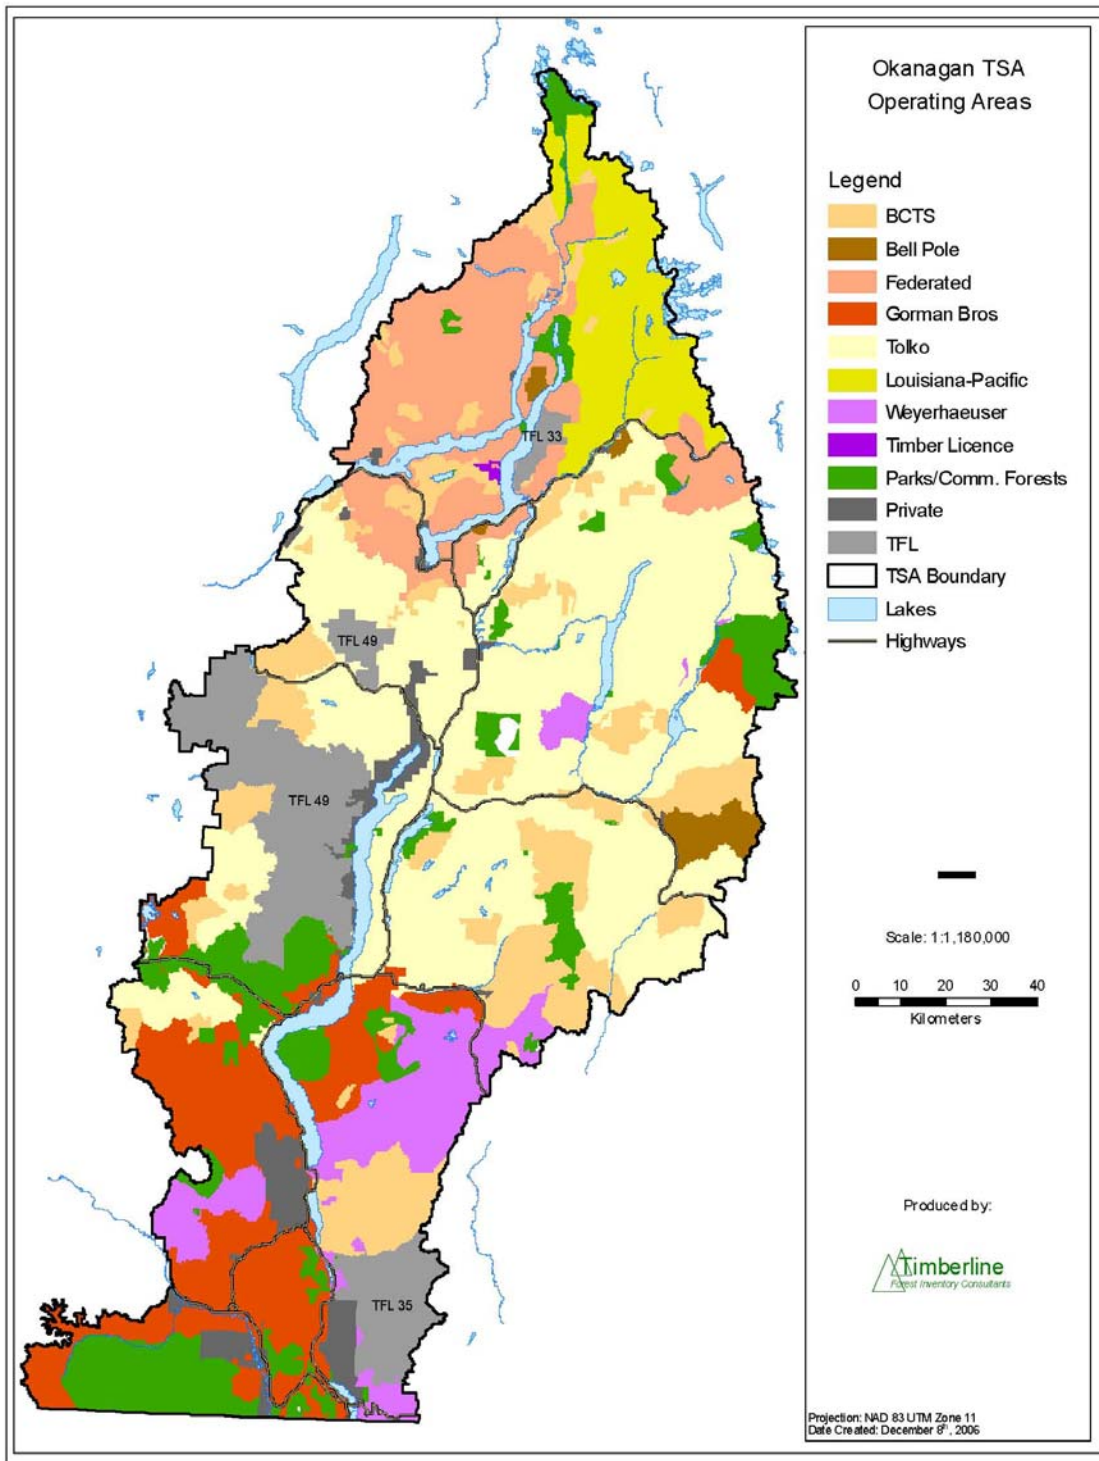 Okanagan TSA
Operating Areas
Legend
BCTS
Bell Pole
Federated
Gorman Bros
Tolko
Louisiana-Pacific
Weyerhaeuser
Timber Licence
Parks/Comm. Forests
Private
TFL
TSA Boundary
Lakes
Highways
TFL 33
TFL 49
TFL 49
TFL 35
Scale: 1:1,180,000
0 10 20 30 40
Kilometers
Produced by:
Timberline
Forest Inventory Consultants
Projection: NAD 83 UTM Zone 11
Date Created: December 8th, 2006